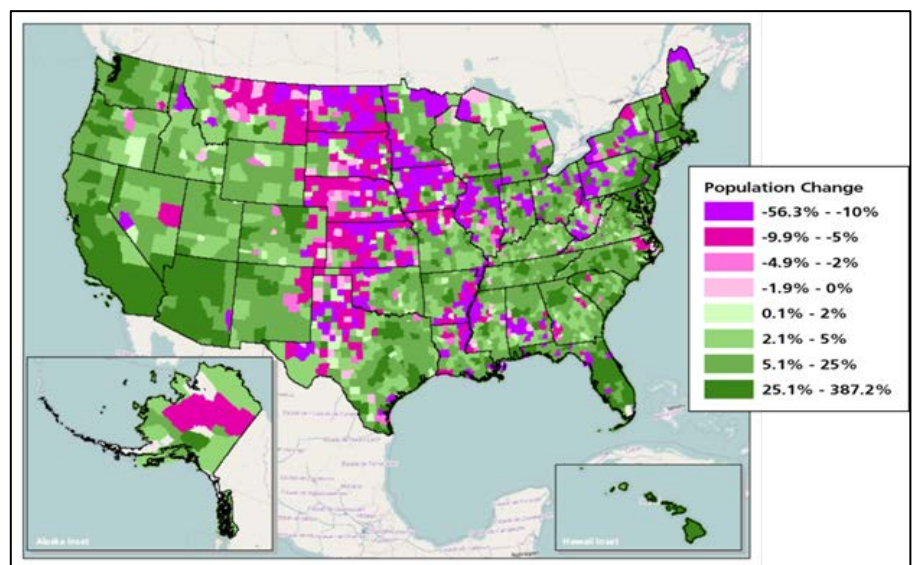 Population Change
-56.3% - -10%
-9.9% - -5%
-4.9% - -2%
-1.9% - 0%
0.1% - 2%
2.1% - 5%
5.1% - 25%
25.1% - 387.2%
Alaska Inset
Hawaii Inset